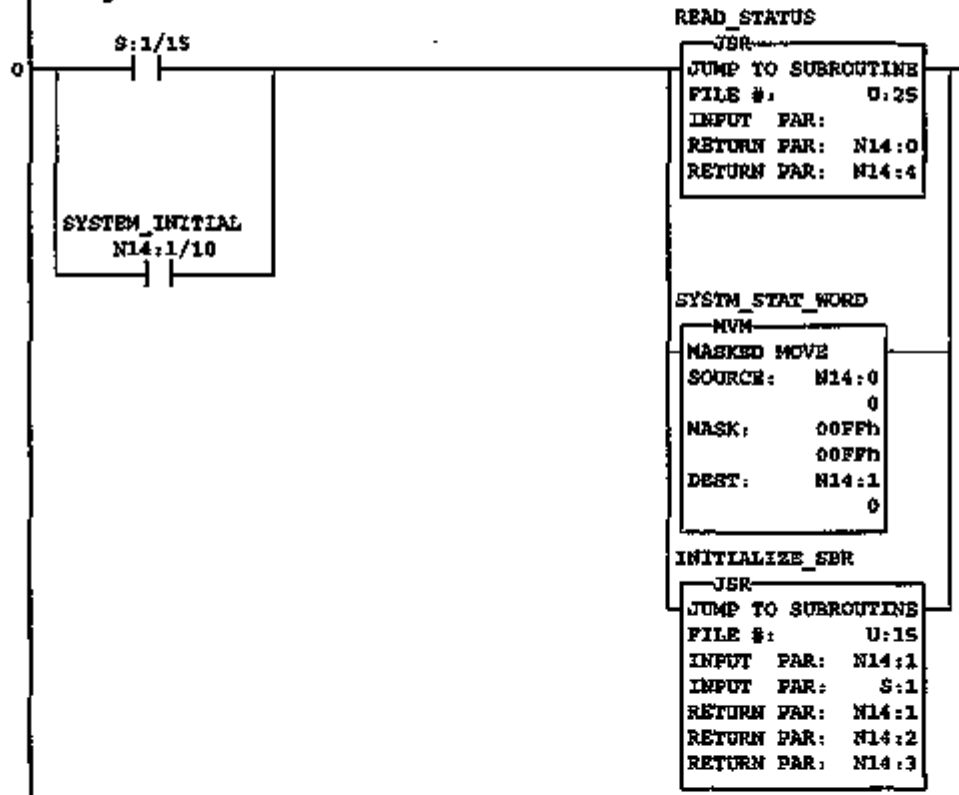 S:1/15
0
SYSTEM_INITIAL
N14:1/10
READ_STATUS
JSR
JUMP TO SUBROUTINE
FILE #: U:25
INPUT PAR:
RETURN PAR: N14:0
RETURN PAR: N14:4
SYSTM_STAT_WORD
MVM
MASKED MOVE
SOURCE: N14:0
0
MASK: 00FFh
00FFh
DEST: N14:1
0
INITIALIZE_SBR
JSR
JUMP TO SUBROUTINE
FILE #: U:15
INPUT PAR: N14:1
INPUT PAR: S:1
RETURN PAR: N14:1
RETURN PAR: N14:2
RETURN PAR: N14:3